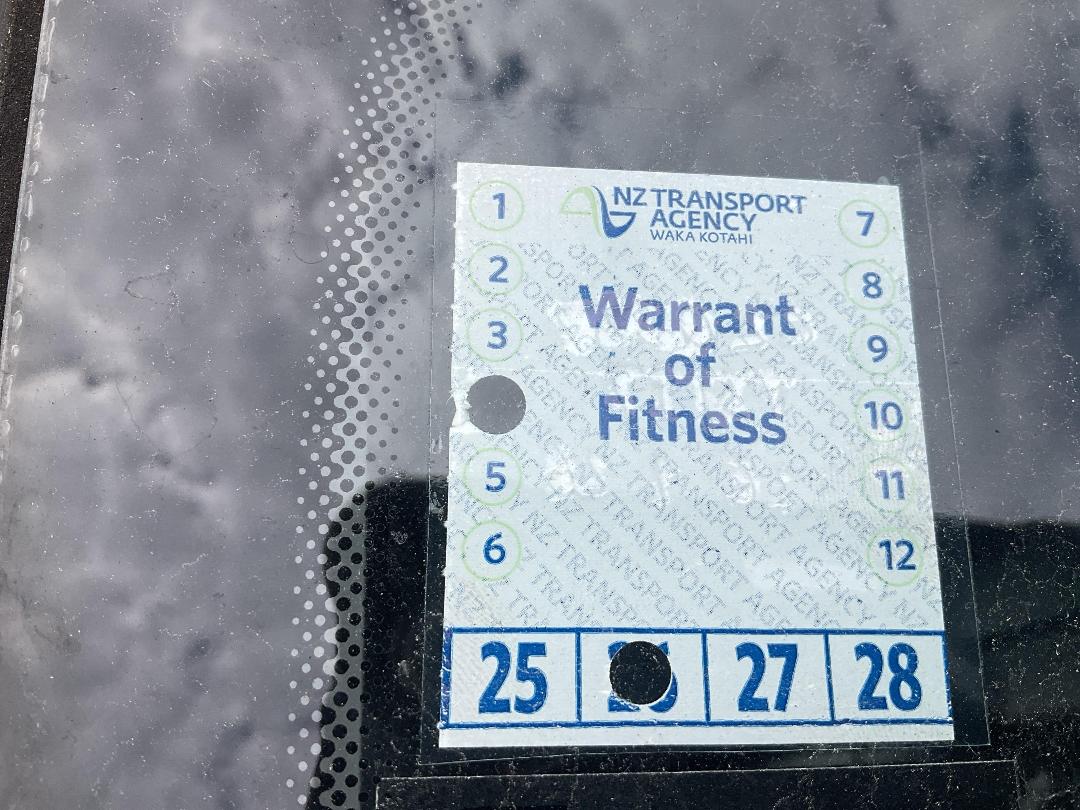 NZ TRANSPORT
AGENCY
WAKA KOTAHI
Warrant
of
Fitness
1
2
3
5
6
7
8
9
10
11
12
25
27
28